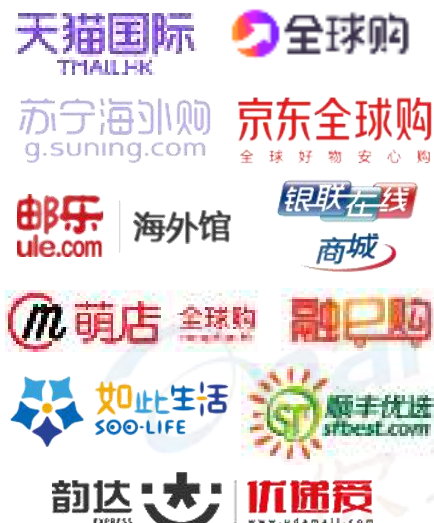 天猫国际
TMALL.HK
全球购
苏宁海外购
g.suning.com
京东全球购
全球好物安心购
邮乐
ule.com
海外馆
银联在线
商城
m 萌店
全球购
融e购
如此生活
SOO·LIFE
顺丰优选
sfbest.com
韵达
EXPRESS
优递爱
www.udamall.com